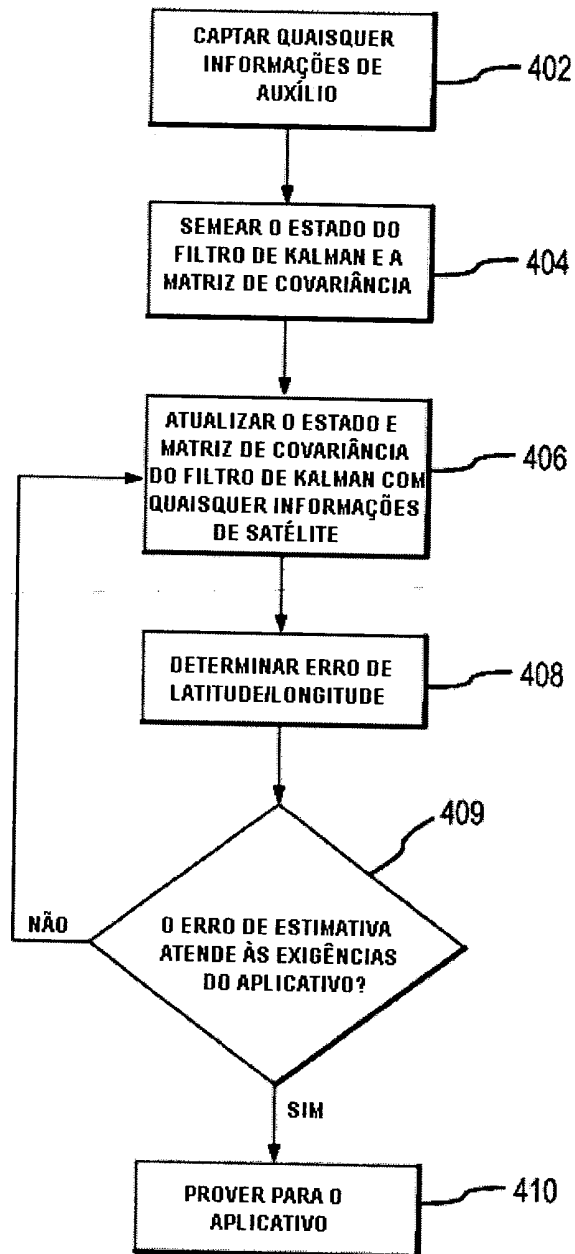 CAPTAR QUAISQUER
INFORMAÇÕES DE
AUXÍLIO
402
SEMEAR O ESTADO DO
FILTRO DE KALMAN E A
MATRIZ DE COVARIÂNCIA
404
ATUALIZAR O ESTADO E
MATRIZ DE COVARIÂNCIA
DO FILTRO DE KALMAN COM
QUAISQUER INFORMAÇÕES
DE SATÉLITE
406
DETERMINAR ERRO DE
LATITUDE/LONGITUDE
408
409
NÃO
O ERRO DE ESTIMATIVA
ATENDE ÀS EXIGÊNCIAS
DO APLICATIVO?
SIM
PROVER PARA O
APLICATIVO
410